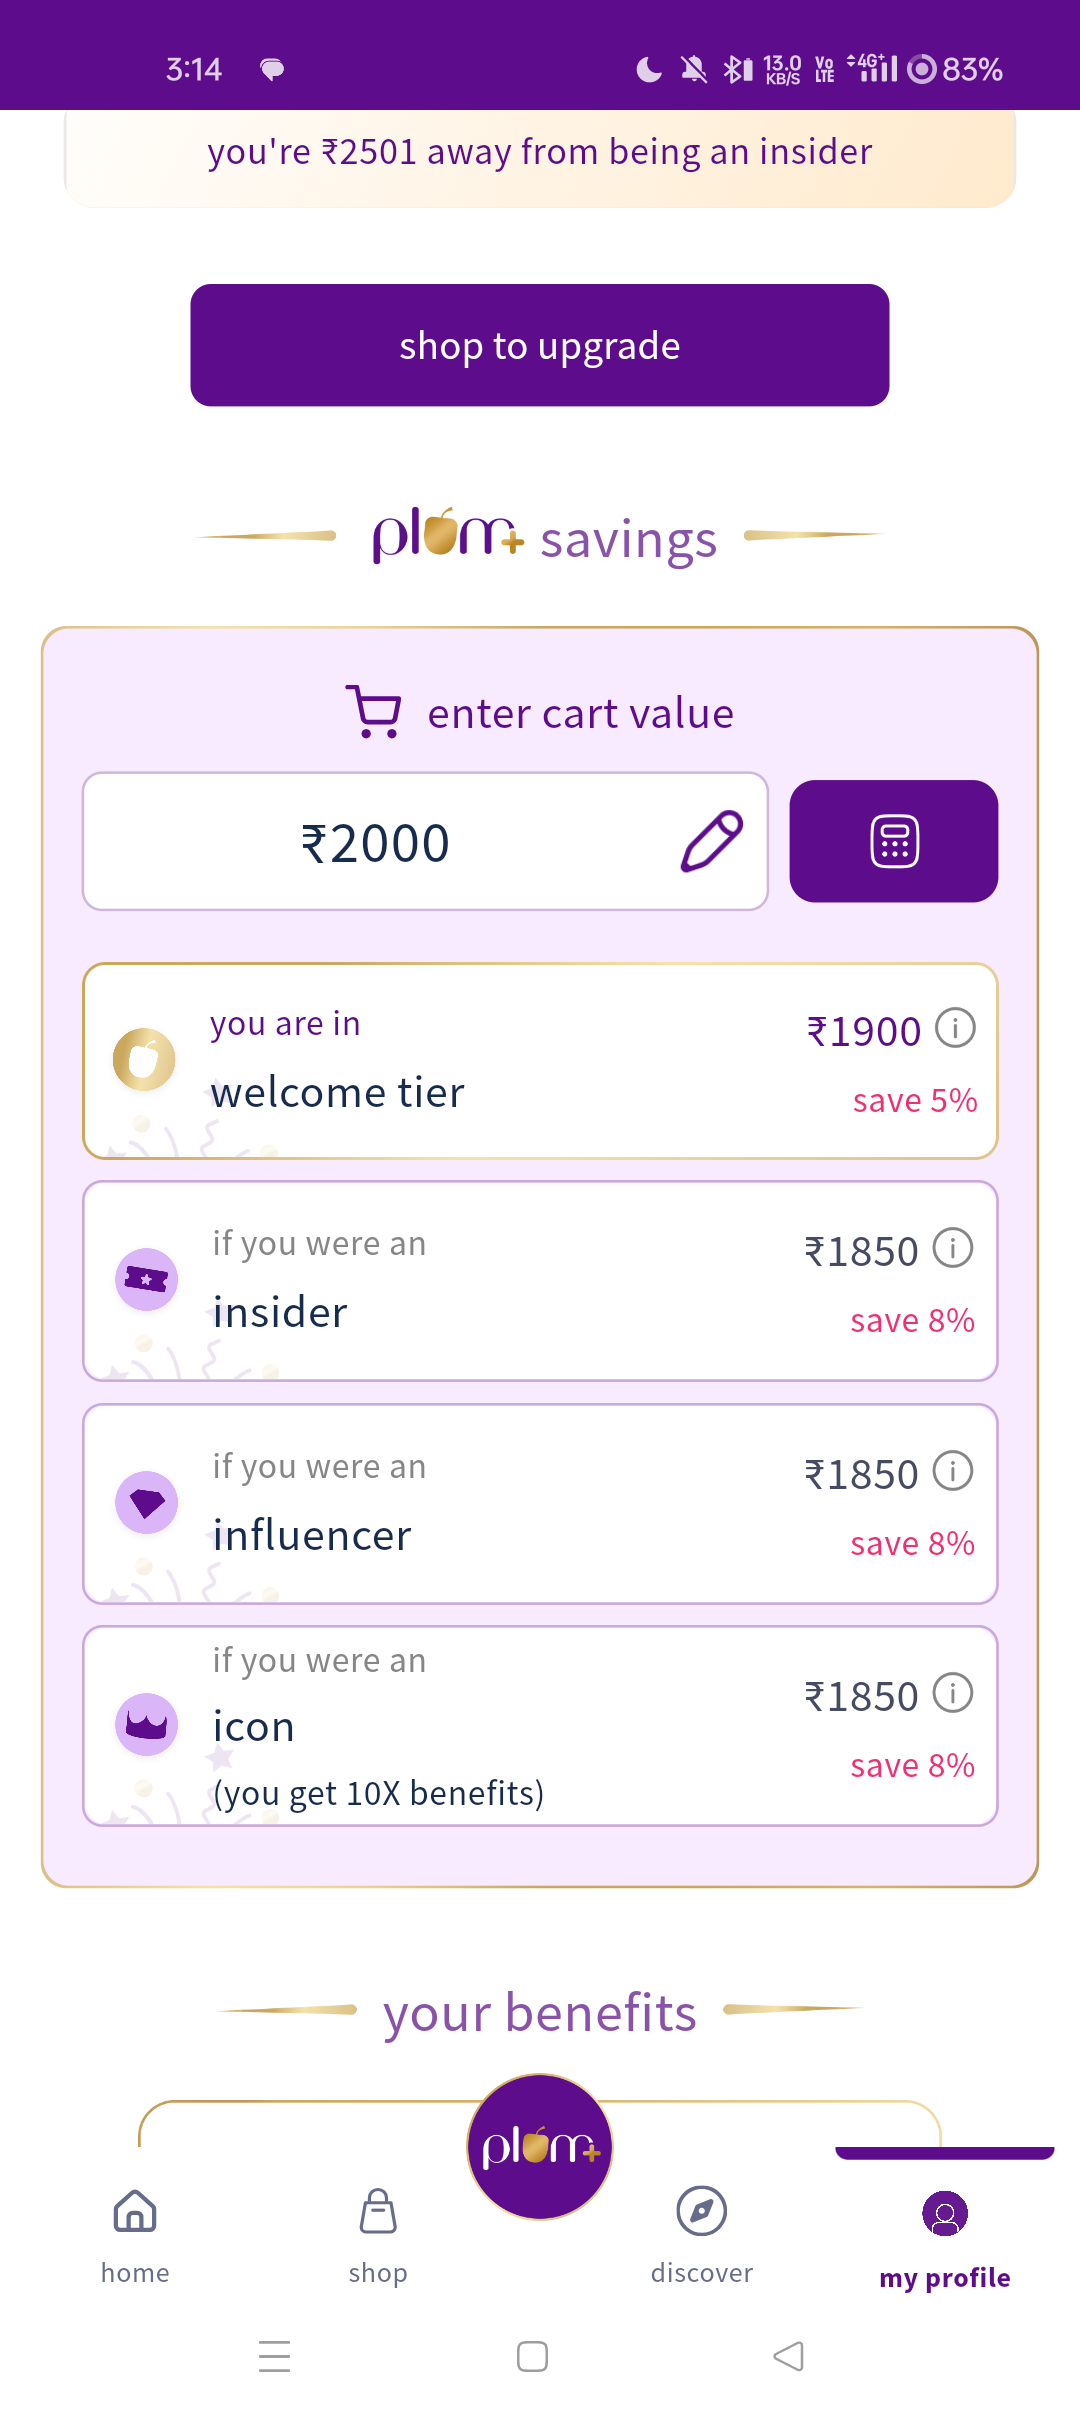 3:14
13.0
KB/S
Vo
LTE
4G+
83%
you're ₹2501 away from being an insider
shop to upgrade
plum+ savings
enter cart value
₹2000
you are in
welcome tier
₹1900
save 5%
if you were an
insider
₹1850
save 8%
if you were an
influencer
₹1850
save 8%
if you were an
icon
(you get 10X benefits)
₹1850
save 8%
your benefits
plum+
home
shop
discover
my profile